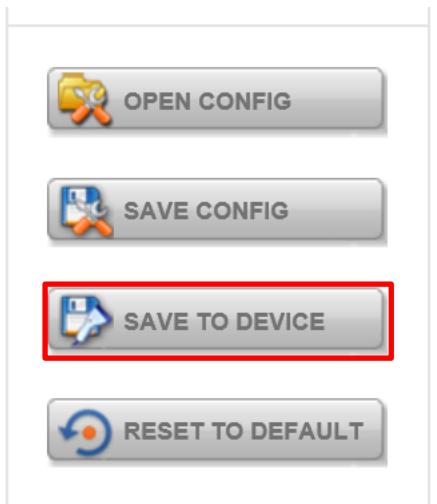 OPEN CONFIG
SAVE CONFIG
SAVE TO DEVICE
RESET TO DEFAULT